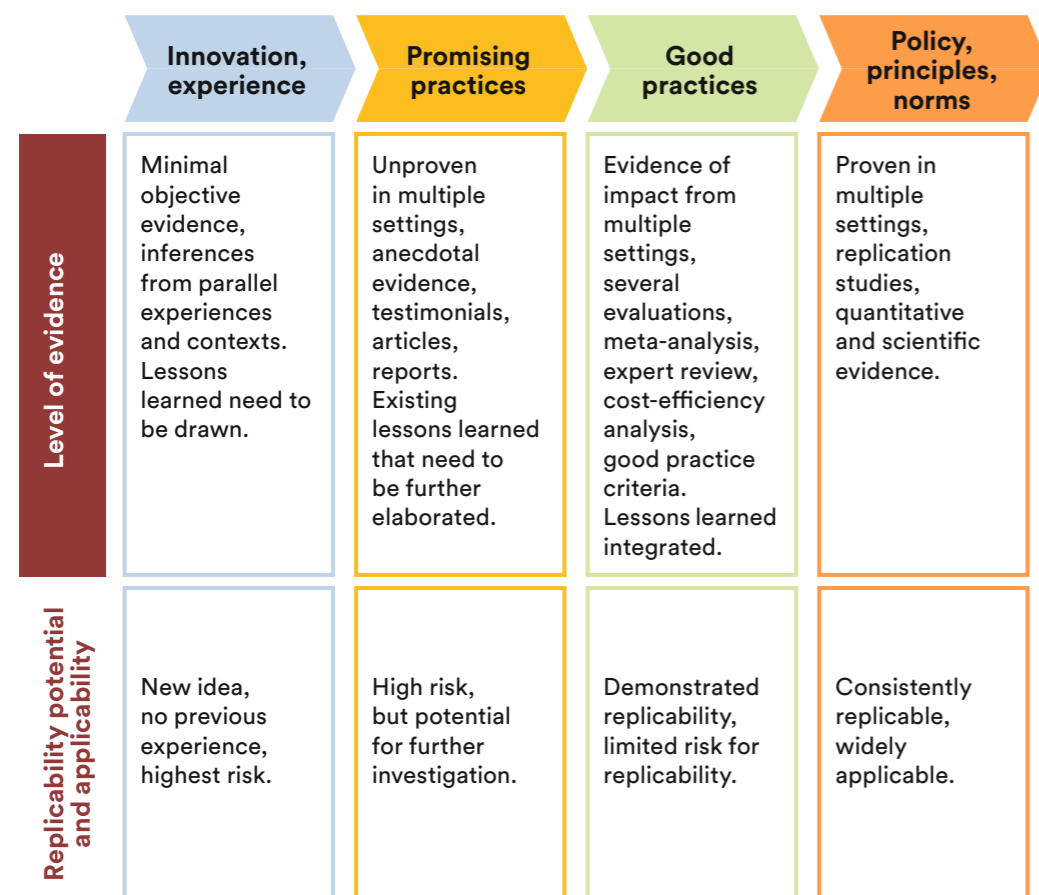 Innovation,
experience
Promising
practices
Good
practices
Policy,
principles,
norms
Level of evidence
Minimal
objective
evidence,
inferences
from parallel
experiences
and contexts.
Lessons
learned need to
be drawn.
Unproven
in multiple
settings,
anecdotal
evidence,
testimonials,
articles,
reports.
Existing
lessons learned
that need to
be further
elaborated.
Evidence of
impact from
multiple
settings,
several
evaluations,
meta-analysis,
expert review,
cost-efficiency
analysis,
good practice
criteria.
Lessons learned
integrated.
Proven in
multiple
settings,
replication
studies,
quantitative
and scientific
evidence.
Replicability potential
and applicability
New idea,
no previous
experience,
highest risk.
High risk,
but potential
for further
investigation.
Demonstrated
replicability,
limited risk for
replicability.
Consistently
replicable,
widely
applicable.